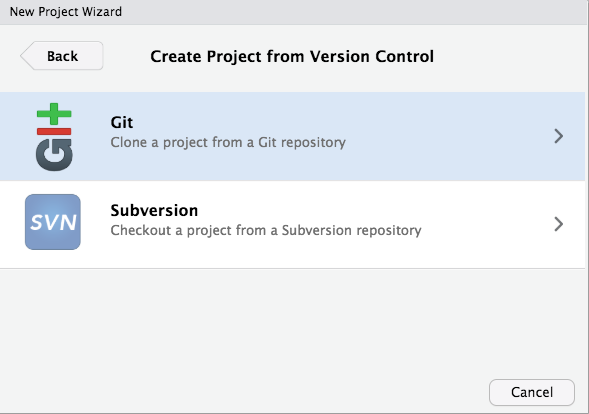 New Project Wizard
Back
Create Project from Version Control
Git
Git
Clone a project from a Git repository
SVN
Subversion
Checkout a project from a Subversion repository
Cancel